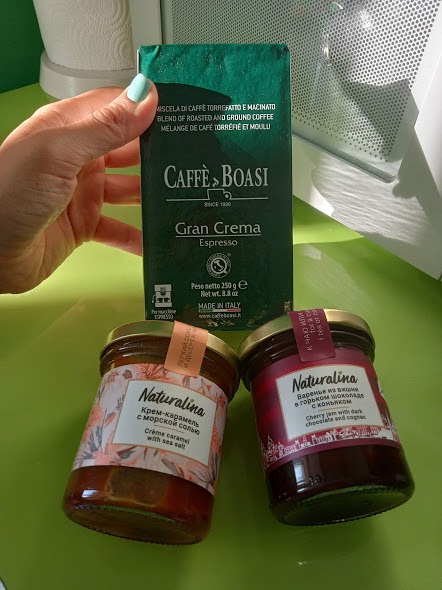 MISCELA DI CAFFÈ TORREFATTO E MACINATO
BLEND OF ROASTED AND GROUND COFFEE
MÉLANGE DE CAFÉ TORRÉFIÉ ET MOULU
CAFFÈ BOASI
SINCE 1930
Gran Crema
Espresso
Peso netto 250 g e
Net wt. 8.8 oz
Per macchine
ESPRESSO
MADE IN ITALY
www.caffeboasi.it
Naturalina
Крем-карамель
с морской солью
Crème caramel
with sea salt
К ЧАЮ ИЛИ
Naturalina
Варенье из вишни
в горьком шоколаде
с коньяком
Cherry jam with dark
chocolate and cognac